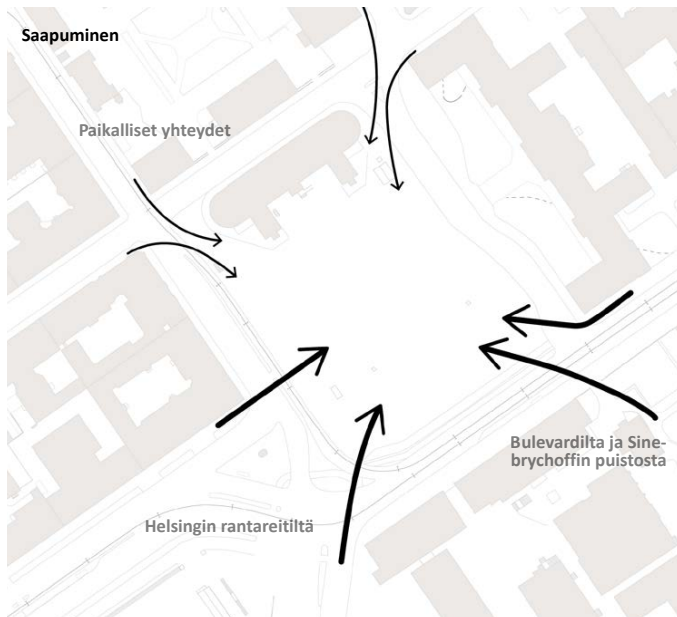 Saapuminen
Paikalliset yhteydet
Bulevardilta ja Sine-
brychoffin puistosta
Helsingin rantareitiltä